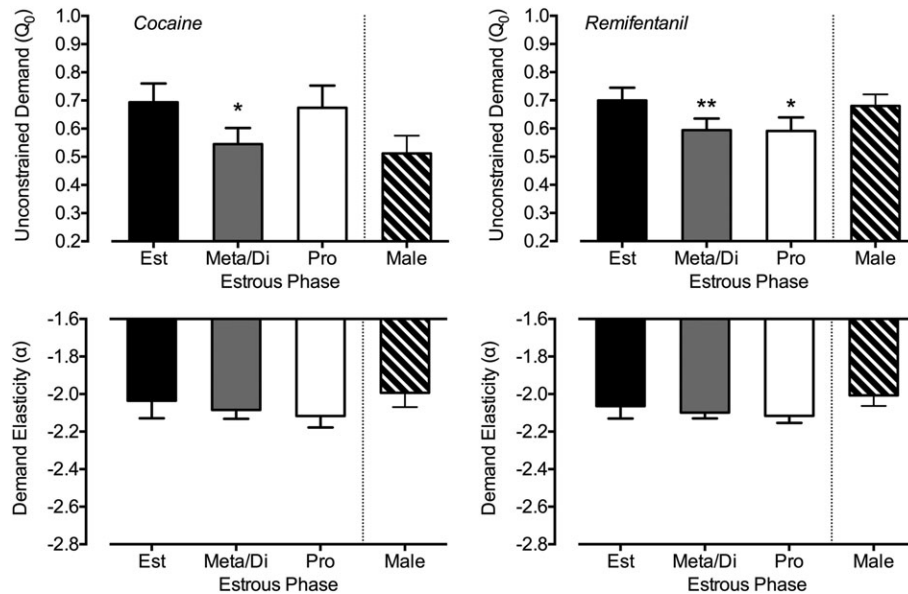 Cocaine
Unconstrained Demand (Q0)
1.0
0.9
0.8
0.7
0.6
0.5
0.4
0.3
0.2
*
Est Meta/Di Pro Male
Estrous Phase
Remifentanil
Unconstrained Demand (Q0)
1.0
0.9
0.8
0.7
0.6
0.5
0.4
0.3
0.2
** *
Est Meta/Di Pro Male
Estrous Phase
Demand Elasticity (α)
-1.6
-1.8
-2.0
-2.2
-2.4
-2.6
-2.8
Est Meta/Di Pro Male
Estrous Phase
Demand Elasticity (α)
-1.6
-1.8
-2.0
-2.2
-2.4
-2.6
-2.8
Est Meta/Di Pro Male
Estrous Phase